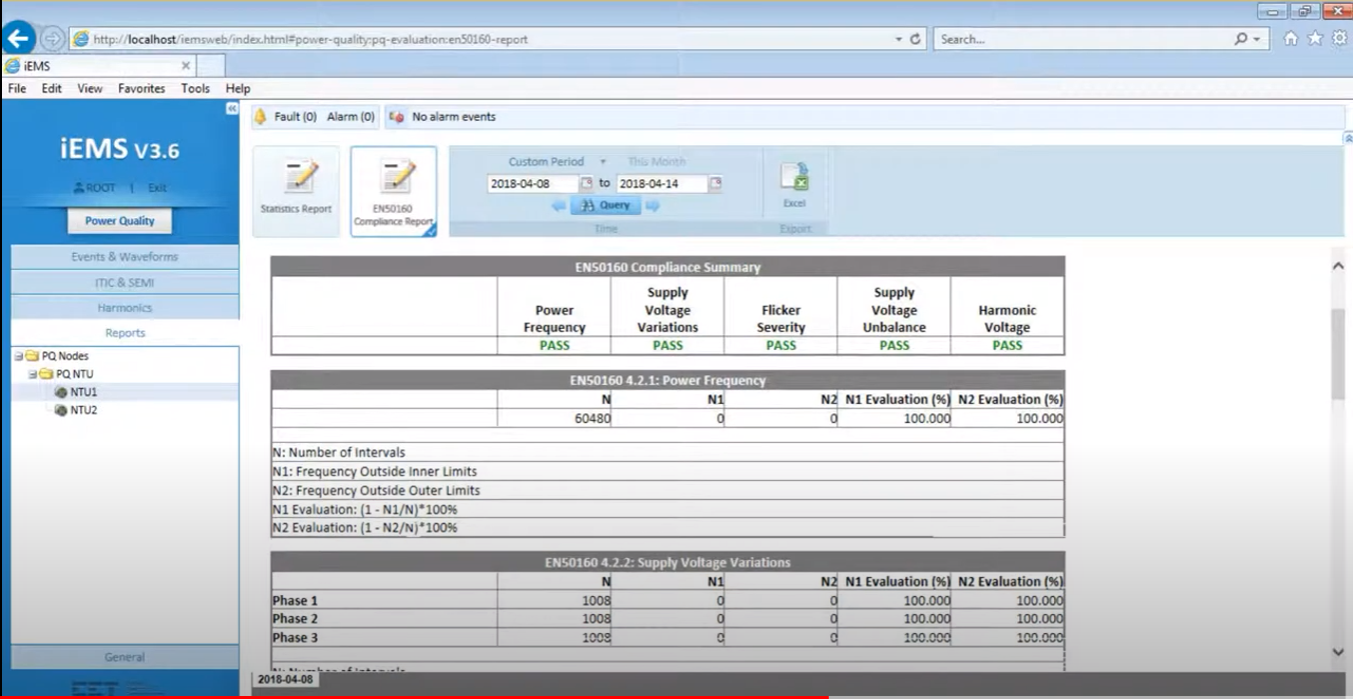 http://localhost/iemsweb/index.html#power-quality:pq-evaluation:en50160-report
Search...
iEMS
File Edit View Favorites Tools Help
Fault (0) Alarm (0) No alarm events
iEMS V3.6
ROOT | Exit
Power Quality
Events & Waveforms
ITIC & SEMI
Harmonics
Reports
PQ Nodes
PQ NTU
NTU1
NTU2
General
Statistics Report
EN50160
Compliance Report
Custom Period This Month
2018-04-08 to 2018-04-14
Query
Time
Excel
Export
EN50160 Compliance Summary
Power Frequency Supply Voltage Variations Flicker Severity Supply Voltage Unbalance Harmonic Voltage
PASS PASS PASS PASS PASS
EN50160 4.2.1: Power Frequency
N N1 N2 N1 Evaluation (%) N2 Evaluation (%)
60480 0 0 100.000 100.000
N: Number of Intervals
N1: Frequency Outside Inner Limits
N2: Frequency Outside Outer Limits
N1 Evaluation: (1 - N1/N)*100%
N2 Evaluation: (1 - N2/N)*100%
EN50160 4.2.2: Supply Voltage Variations
N N1 N2 N1 Evaluation (%) N2 Evaluation (%)
Phase 1 1008 0 0 100.000 100.000
Phase 2 1008 0 0 100.000 100.000
Phase 3 1008 0 0 100.000 100.000
2018-04-08